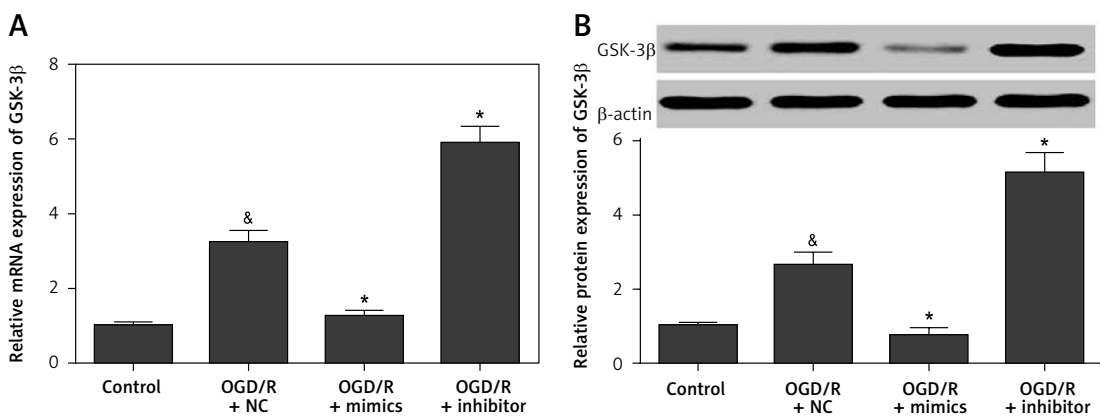 A
Relative mRNA expression of GSK-3β
8
6
4
2
0
&
*
*
Control
OGD/R + NC
OGD/R + mimics
OGD/R + inhibitor
B
GSK-3β
β-actin
Relative protein expression of GSK-3β
6
4
2
0
&
*
*
Control
OGD/R + NC
OGD/R + mimics
OGD/R + inhibitor